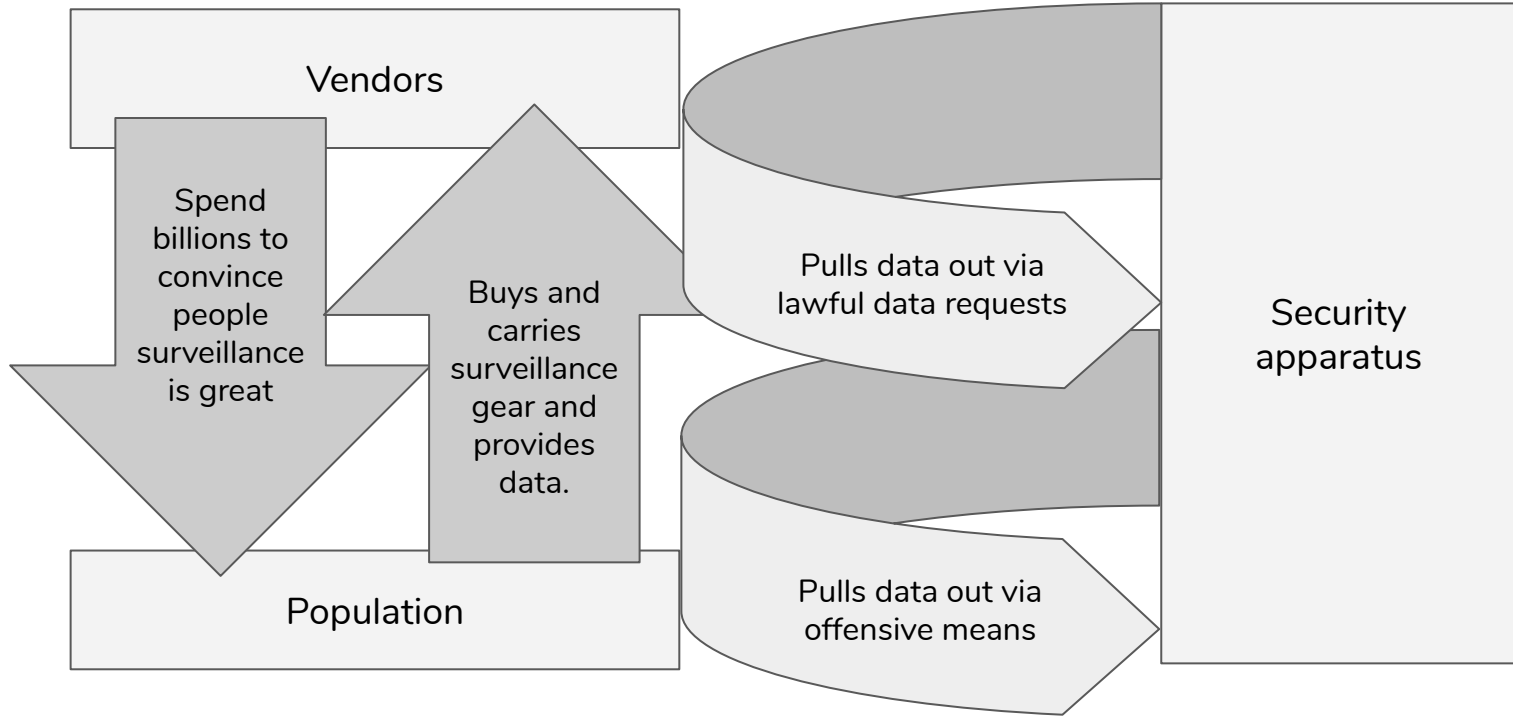 Vendors
Spend
billions to
convince
people
surveillance
is great
Buys and
carries
surveillance
gear and
provides
data.
Population
Pulls data out via
lawful data requests
Pulls data out via
offensive means
Security
apparatus